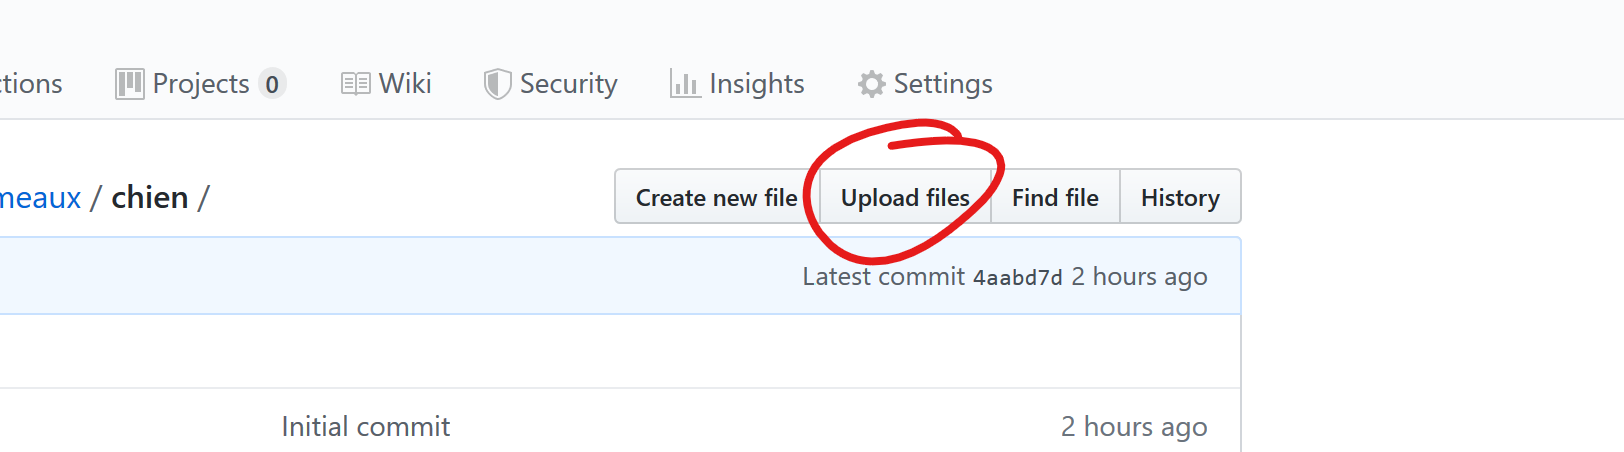 ctions Projects 0 Wiki Security Insights Settings
meaux / chien / Create new file Upload files Find file History
Latest commit 4aabd7d 2 hours ago
Initial commit 2 hours ago